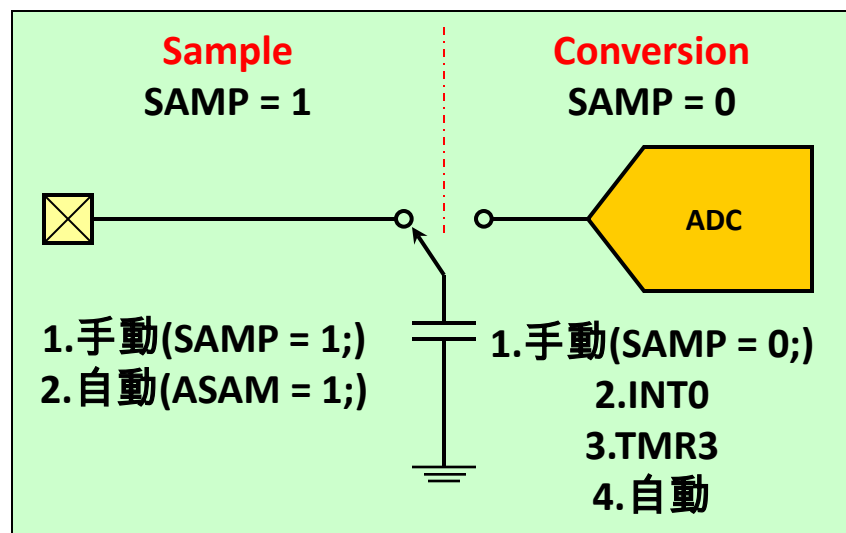 Sample
SAMP = 1
1.手動(SAMP = 1;)
2.自動(ASAM = 1;)
Conversion
SAMP = 0
ADC
1.手動(SAMP = 0;)
2.INT0
3.TMR3
4.自動